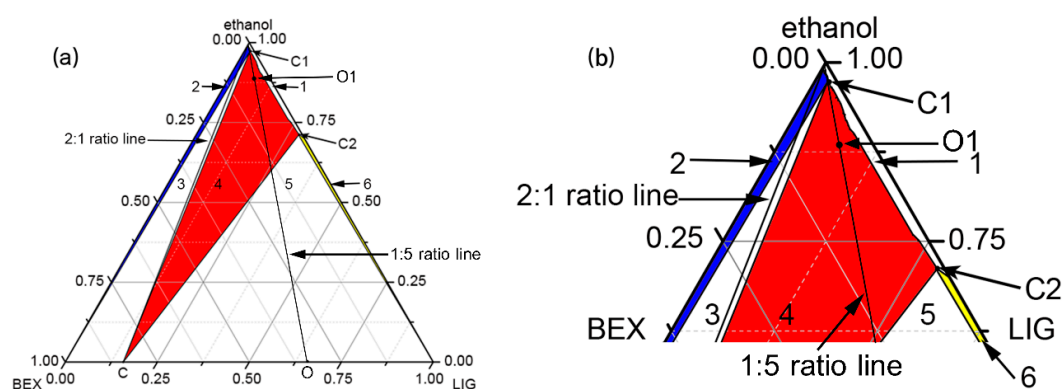 (a)
ethanol
0.00 1.00
C1
O1
2
1
0.25
0.75
C2
2:1 ratio line
3
4
5
6
0.50
0.50
1:5 ratio line
0.75
0.25
1.00
0.00
BEX
0.00
C
0.25
0.50
O
0.75
1.00
LIG
(b)
ethanol
0.00 1.00
C1
O1
2
1
2:1 ratio line
0.25
0.75
C2
BEX
3
4
5
LIG
1:5 ratio line
6